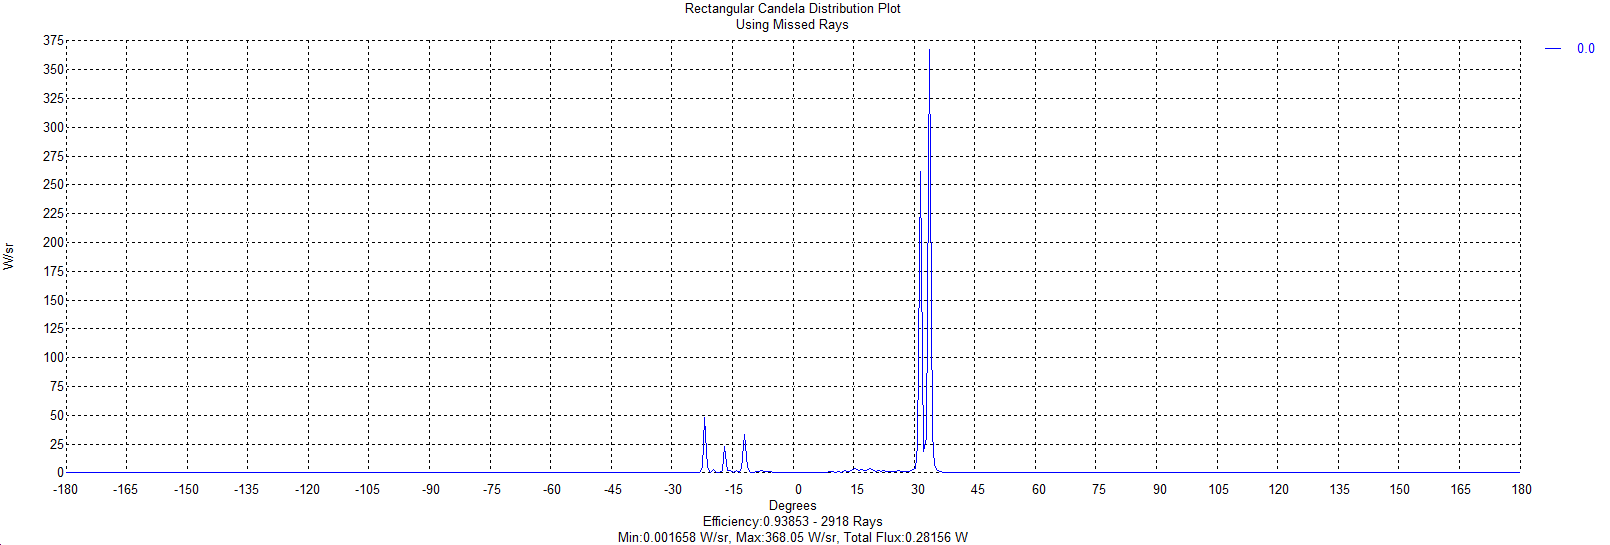 Rectangular Candela Distribution Plot
Using Missed Rays
0.0
375
350
325
300
275
250
225
200
175
150
125
100
75
50
25
0
W/sr
-180 -165 -150 -135 -120 -105 -90 -75 -60 -45 -30 -15 0 15 30 45 60 75 90 105 120 135 150 165 180
Degrees
Efficiency:0.93853 - 2918 Rays
Min:0.001658 W/sr, Max:368.05 W/sr, Total Flux:0.28156 W